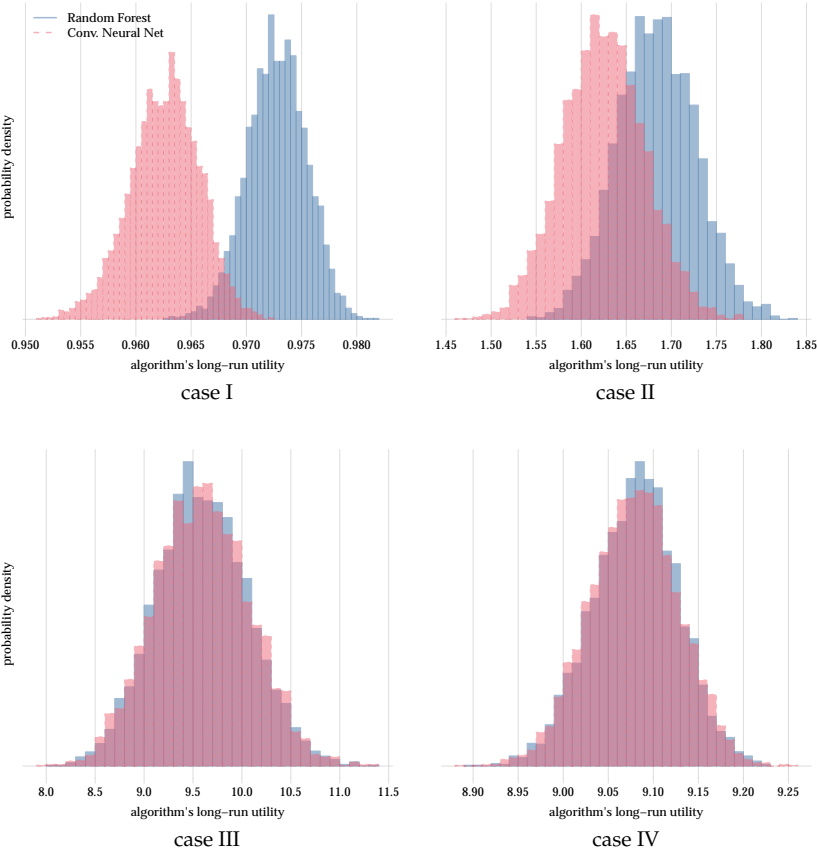 Random Forest
Conv. Neural Net
probability density
0.950 0.955 0.960 0.965 0.970 0.975 0.980
algorithm's long−run utility
case I
1.45 1.50 1.55 1.60 1.65 1.70 1.75 1.80 1.85
algorithm's long−run utility
case II
probability density
8.0 8.5 9.0 9.5 10.0 10.5 11.0 11.5
algorithm's long−run utility
case III
8.90 8.95 9.00 9.05 9.10 9.15 9.20 9.25
algorithm's long−run utility
case IV